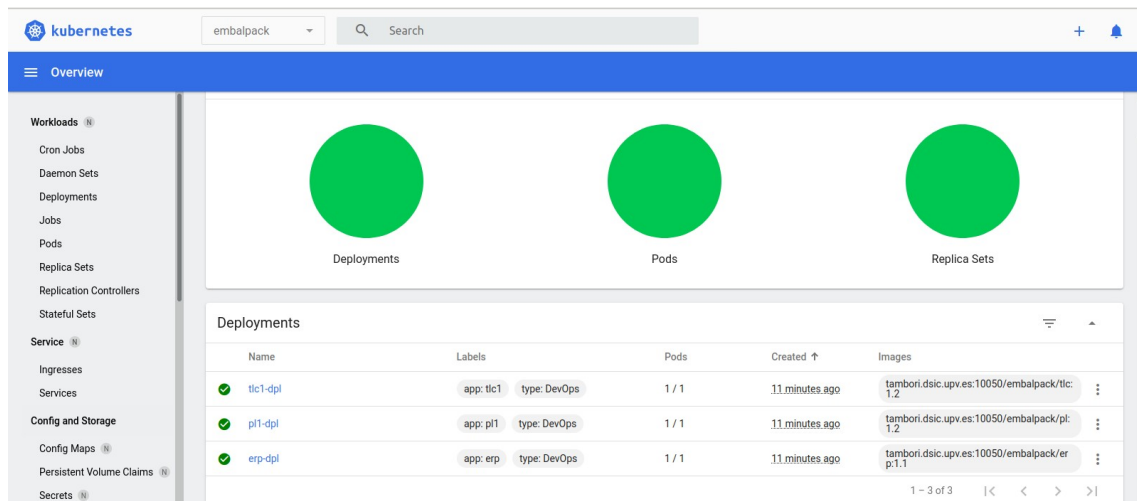 kubernetes
embalpack
Search
Overview
Workloads N
Cron Jobs
Daemon Sets
Deployments
Jobs
Pods
Replica Sets
Replication Controllers
Stateful Sets
Service N
Ingresses
Services
Config and Storage
Config Maps N
Persistent Volume Claims N
Secrets N
Deployments Pods Replica Sets
Deployments
Name Labels Pods Created Images
tlc1-dpl app: tlc1 type: DevOps 1 / 1 11 minutes ago tambori.dsic.upv.es:10050/embalpack/tlc:
1.2
pl1-dpl app: pl1 type: DevOps 1 / 1 11 minutes ago tambori.dsic.upv.es:10050/embalpack/pl:
1.2
erp-dpl app: erp type: DevOps 1 / 1 11 minutes ago tambori.dsic.upv.es:10050/embalpack/er
p:1.1
1 – 3 of 3